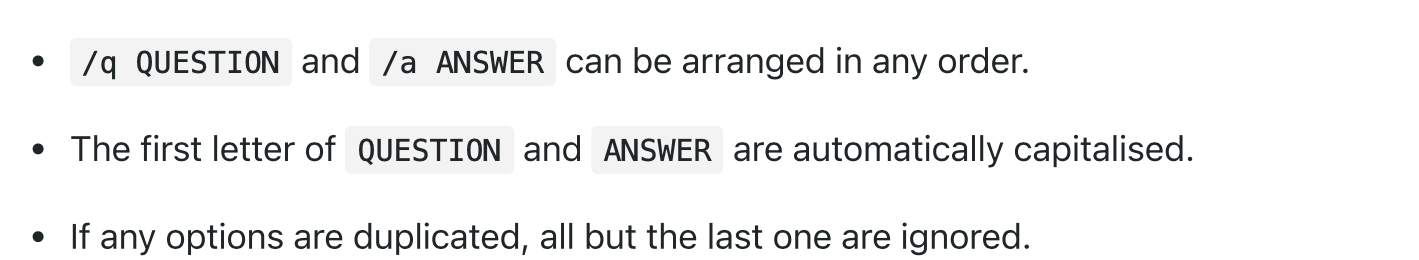 • /q QUESTION and /a ANSWER can be arranged in any order.
• The first letter of QUESTION and ANSWER are automatically capitalised.
• If any options are duplicated, all but the last one are ignored.